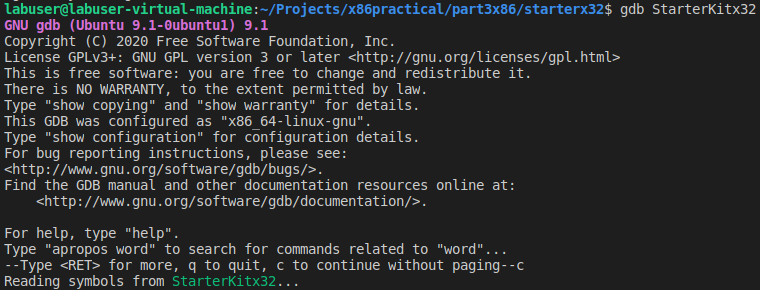 labuser@labuser-virtual-machine:~/Projects/x86practical/part3x86/starterx32$ gdb StarterKitx32
GNU gdb (Ubuntu 9.1-0ubuntu1) 9.1
Copyright (C) 2020 Free Software Foundation, Inc.
License GPLv3+: GNU GPL version 3 or later <http://gnu.org/licenses/gpl.html>
This is free software: you are free to change and redistribute it.
There is NO WARRANTY, to the extent permitted by law.
Type "show copying" and "show warranty" for details.
This GDB was configured as "x86_64-linux-gnu".
Type "show configuration" for configuration details.
For bug reporting instructions, please see:
<http://www.gnu.org/software/gdb/bugs/>.
Find the GDB manual and other documentation resources online at:
    <http://www.gnu.org/software/gdb/documentation/>.

For help, type "help".
Type "apropos word" to search for commands related to "word"...
--Type <RET> for more, q to quit, c to continue without paging--c
Reading symbols from StarterKitx32...